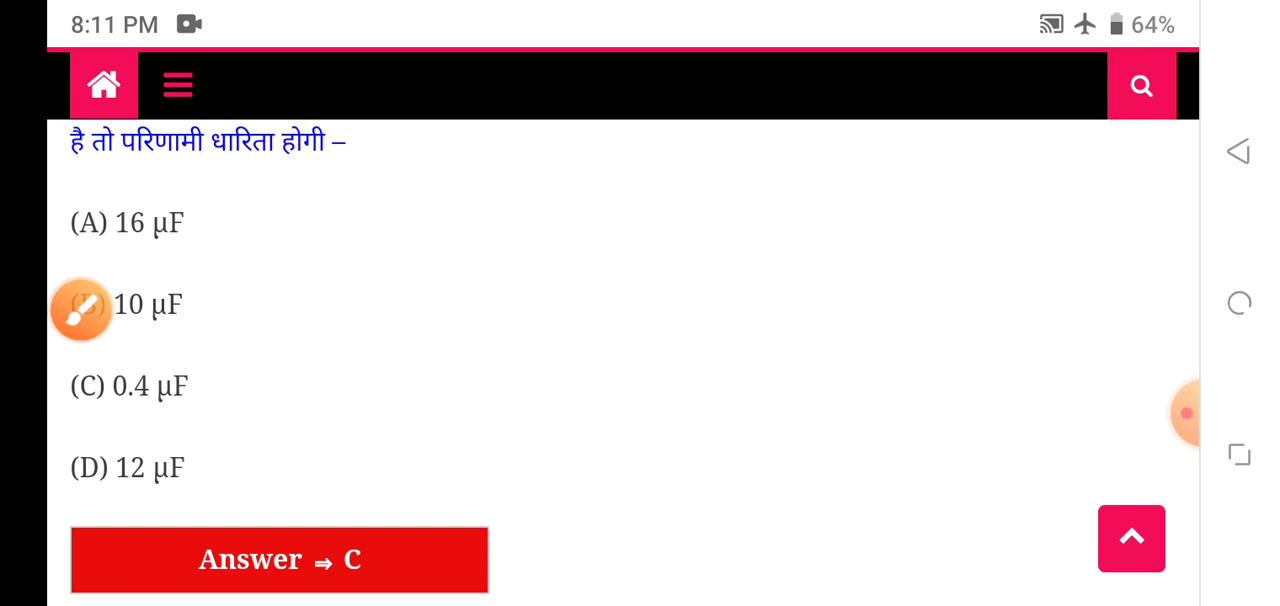 8:11 PM
64%
है तो परिणामी धारिता होगी –
(A) 16 μF
(B) 10 μF
(C) 0.4 μF
(D) 12 μF
Answer ⇒ C